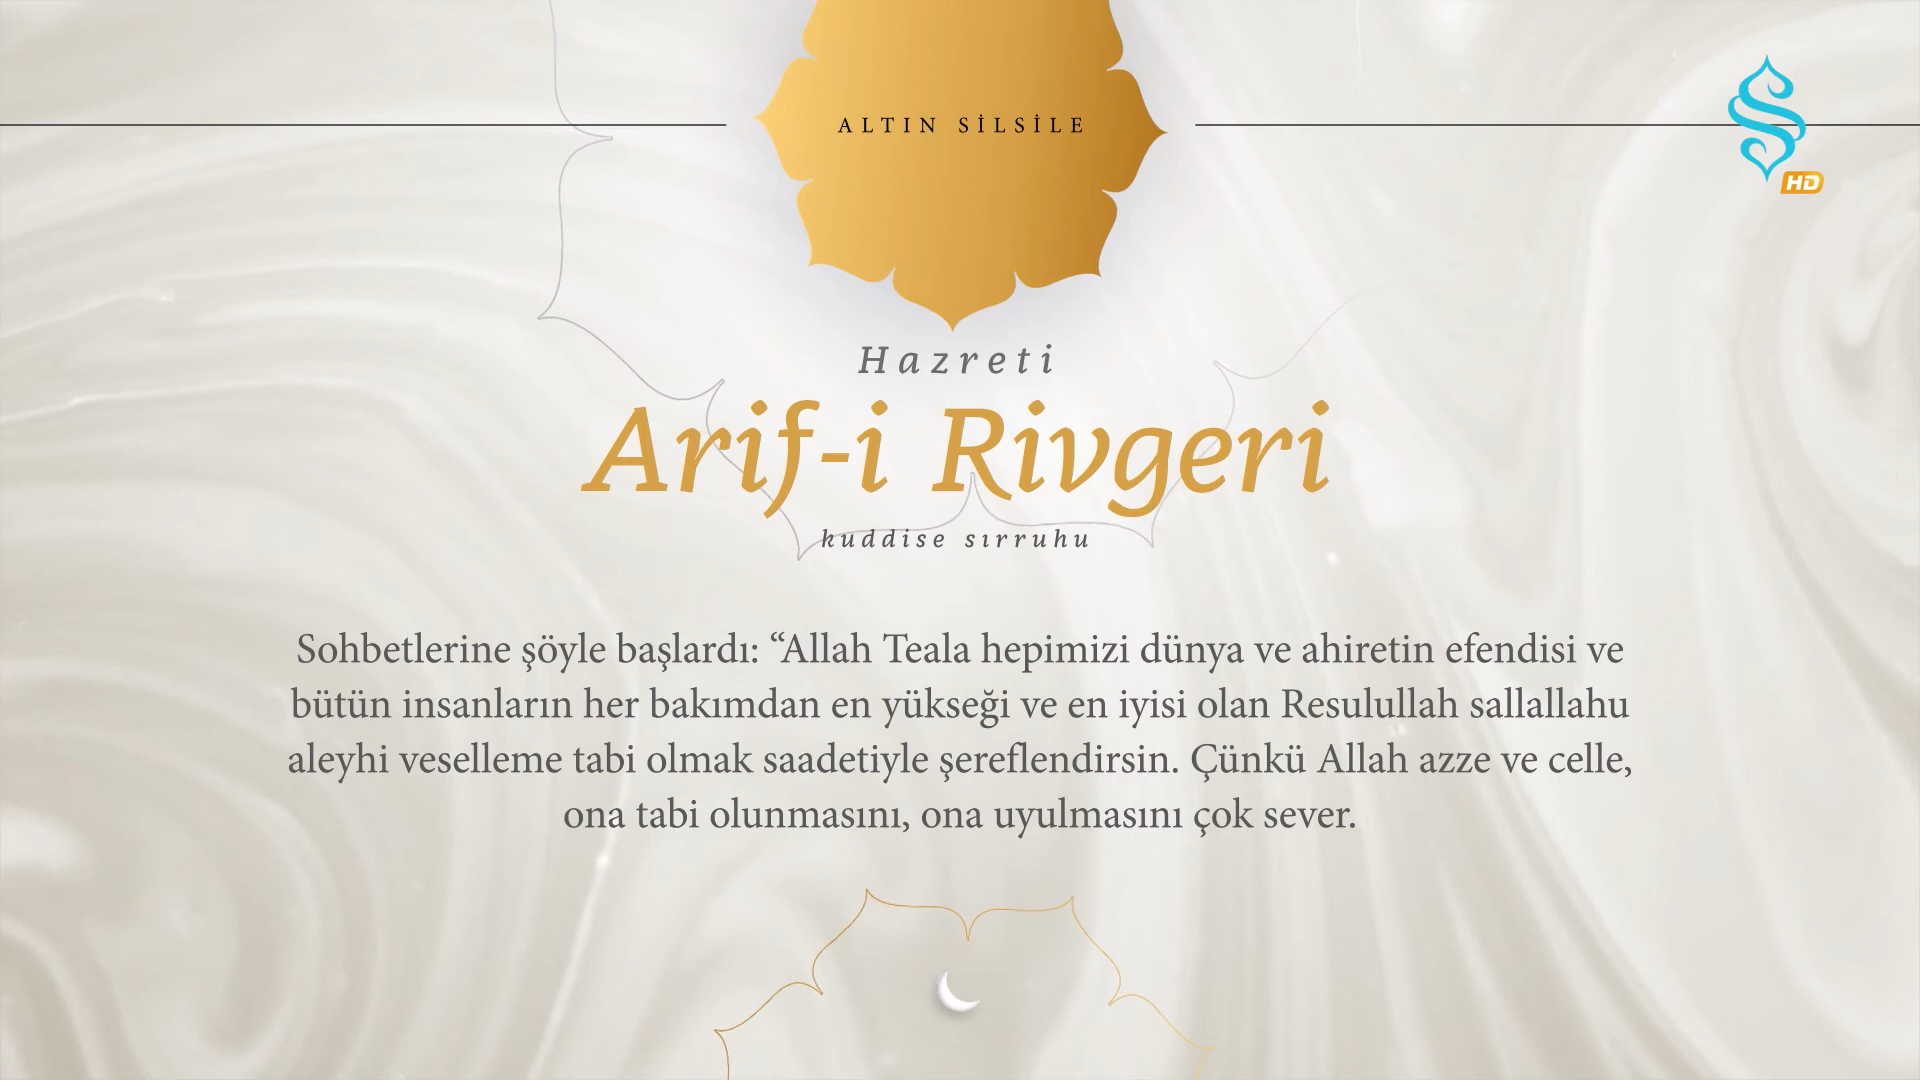 ALTIN SİLSİLE
HD
Hazreti
Arif-i Rivgeri
kuddise sırruhu
Sohbetlerine şöyle başlardı: “Allah Teala hepimizi dünya ve ahiretin efendisi ve
bütün insanların her bakımdan en yükseği ve en iyisi olan Resulullah sallallahu
aleyhi veselleme tabi olmak saadetiyle şereflendirsin. Çünkü Allah azze ve celle,
ona tabi olunmasını, ona uyulmasını çok sever.